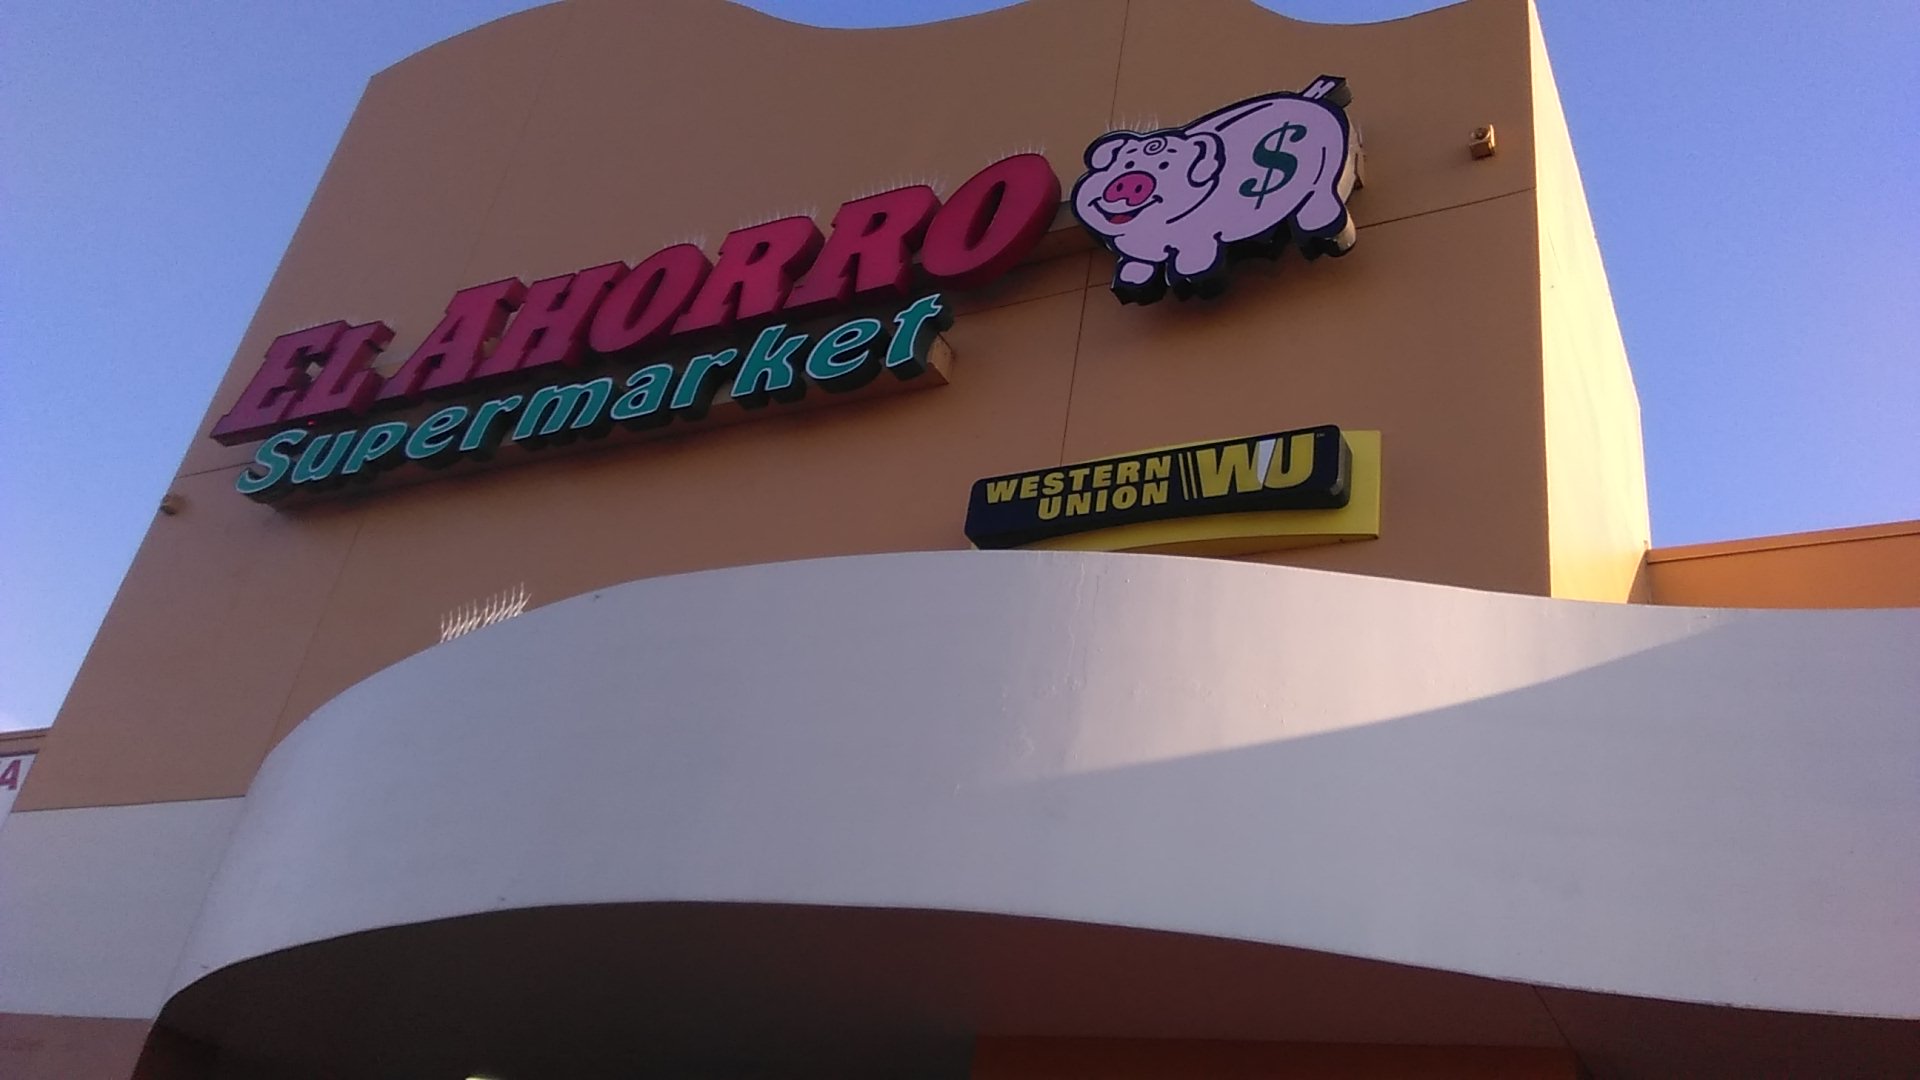 EL AHORRO
Supermarket
$
WESTERN
UNION
WU
A